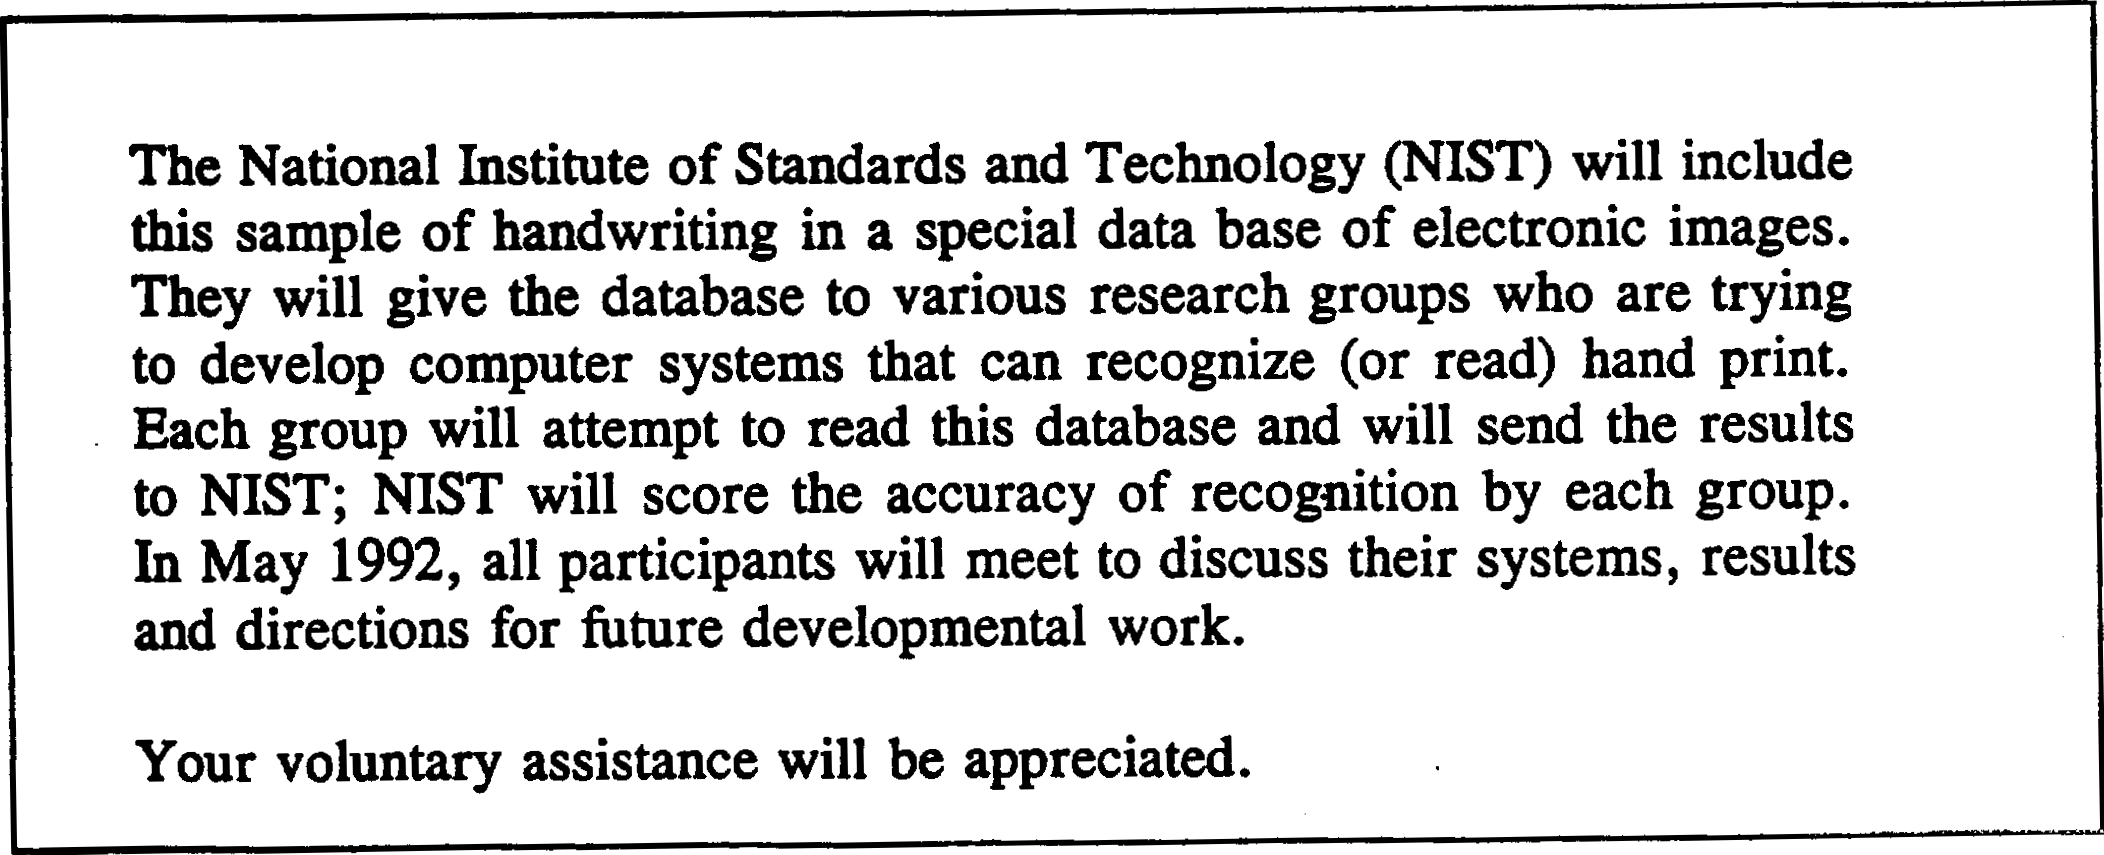 The National Institute of Standards and Technology (NIST) will include
this sample of handwriting in a special data base of electronic images.
They will give the database to various research groups who are trying
to develop computer systems that can recognize (or read) hand print.
Each group will attempt to read this database and will send the results
to NIST; NIST will score the accuracy of recognition by each group.
In May 1992, all participants will meet to discuss their systems, results
and directions for future developmental work.
Your voluntary assistance will be appreciated.